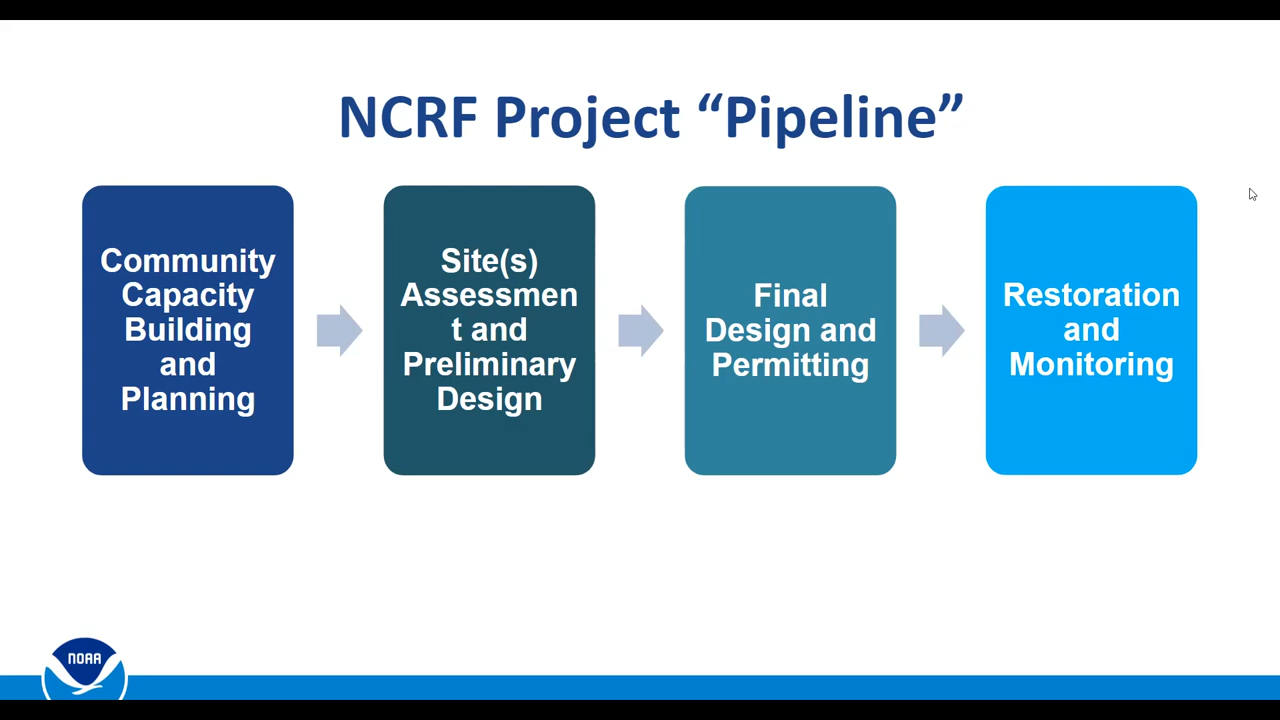 NCRF Project “Pipeline”
Community
Capacity
Building
and
Planning
Site(s)
Assessmen
t and
Preliminary
Design
Final
Design and
Permitting
Restoration
and
Monitoring
NOAA